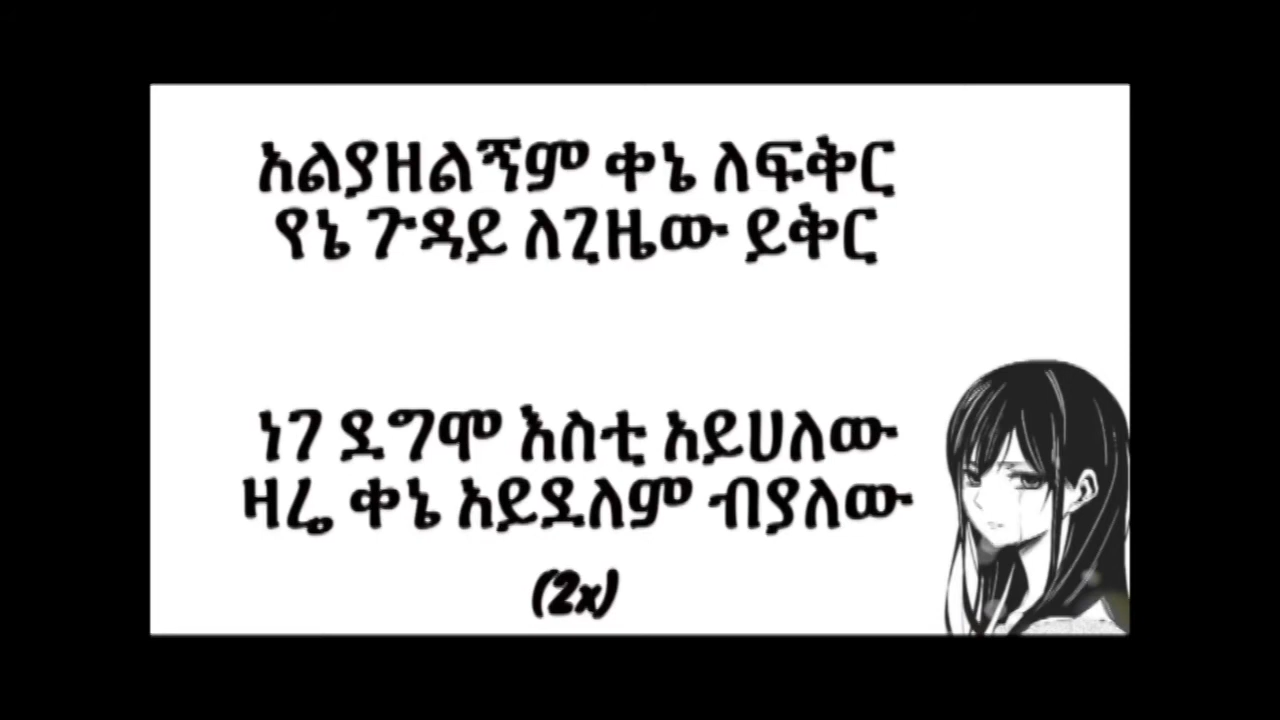 አልያዘልኝም ቀኔ ለፍቅር
የኔ ጉዳይ ለጊዜው ይቅር
ነገ ደግሞ እስቲ አይሀለው
ዛሬ ቀኔ አይደለም ብያለው
(2x)